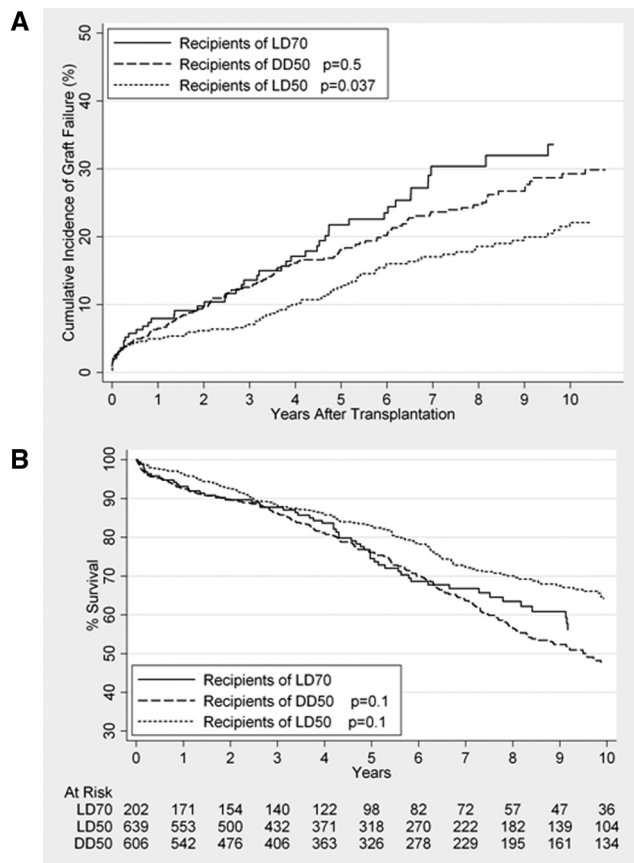 A
Cumulative Incidence of Graft Failure (%)
50
40
30
20
10
0
Recipients of LD70
Recipients of DD50 p=0.5
Recipients of LD50 p=0.037
0 1 2 3 4 5 6 7 8 9 10
Years After Transplantation
B
% Survival
100
90
80
70
60
50
40
30
Recipients of LD70
Recipients of DD50 p=0.1
Recipients of LD50 p=0.1
0 1 2 3 4 5 6 7 8 9 10
Years
At Risk
LD70 202 171 154 140 122 98 82 72 57 47 36
LD50 639 553 500 432 371 318 270 222 182 139 104
DD50 606 542 476 406 363 326 278 229 195 161 134